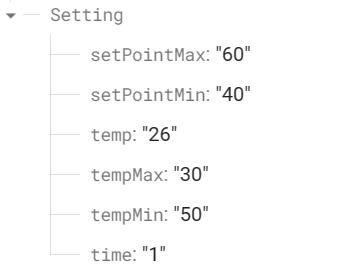 Setting
setPointMax: "60"
setPointMin: "40"
temp: "26"
tempMax: "30"
tempMin: "50"
time: "1"